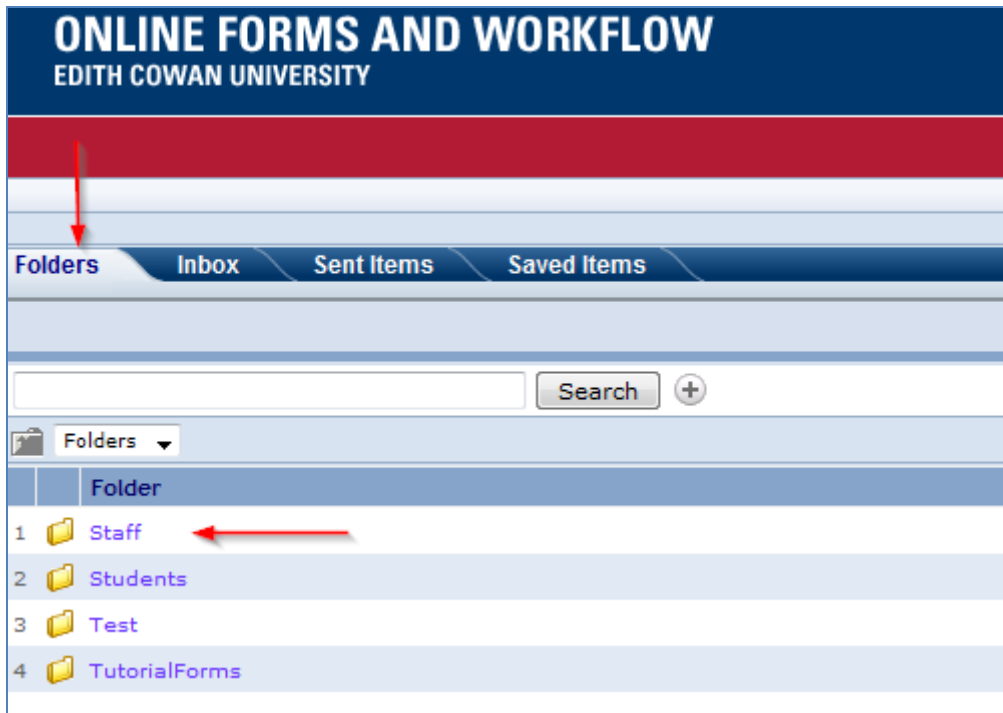 ONLINE FORMS AND WORKFLOW
EDITH COWAN UNIVERSITY
Folders Inbox Sent Items Saved Items
Search
Folders
Folder
1 Staff
2 Students
3 Test
4 TutorialForms